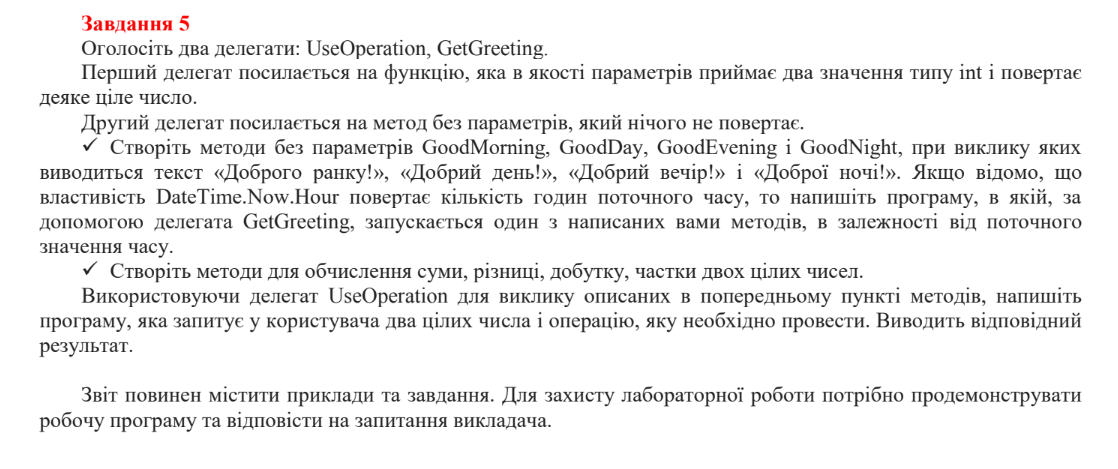 Завдання 5
Оголосіть два делегати: UseOperation, GetGreeting.
Перший делегат посилається на функцію, яка в якості параметрів приймає два значення типу int і повертає
деяке ціле число.
Другий делегат посилається на метод без параметрів, який нічого не повертає.
✓ Створіть методи без параметрів GoodMorning, GoodDay, GoodEvening і GoodNight, при виклику яких
виводиться текст «Доброго ранку!», «Добрий день!», «Добрий вечір!» і «Доброї ночі!». Якщо відомо, що
властивість DateTime.Now.Hour повертає кількість годин поточного часу, то напишіть програму, в якій, за
допомогою делегата GetGreeting, запускається один з написаних вами методів, в залежності від поточного
значення часу.
✓ Створіть методи для обчислення суми, різниці, добутку, частки двох цілих чисел.
Використовуючи делегат UseOperation для виклику описаних в попередньому пункті методів, напишіть
програму, яка запитує у користувача два цілих числа і операцію, яку необхідно провести. Виводить відповідний
результат.
Звіт повинен містити приклади та завдання. Для захисту лабораторної роботи потрібно продемонструвати
робочу програму та відповісти на запитання викладача.